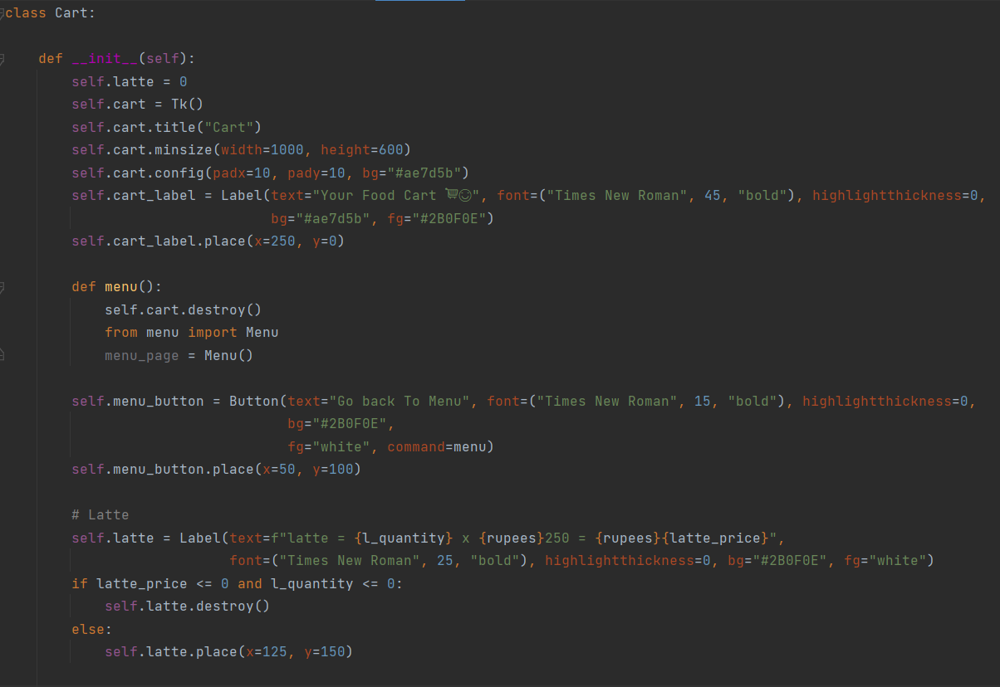 class Cart:
    def __init__(self):
        self.latte = 0
        self.cart = Tk()
        self.cart.title("Cart")
        self.cart.minsize(width=1000, height=600)
        self.cart.config(padx=10, pady=10, bg="#ae7d5b")
        self.cart_label = Label(text="Your Food Cart 🛒😊", font=("Times New Roman", 45, "bold"), highlightthickness=0,
                                bg="#ae7d5b", fg="#2B0F0E")
        self.cart_label.place(x=250, y=0)
        def menu():
            self.cart.destroy()
            from menu import Menu
            menu_page = Menu()
        self.menu_button = Button(text="Go back To Menu", font=("Times New Roman", 15, "bold"), highlightthickness=0,
                                  bg="#2B0F0E",
                                  fg="white", command=menu)
        self.menu_button.place(x=50, y=100)
        # Latte
        self.latte = Label(text=f"latte = {l_quantity} x {rupees}250 = {rupees}{latte_price}",
                           font=("Times New Roman", 25, "bold"), highlightthickness=0, bg="#2B0F0E", fg="white")
        if latte_price <= 0 and l_quantity <= 0:
            self.latte.destroy()
        else:
            self.latte.place(x=125, y=150)